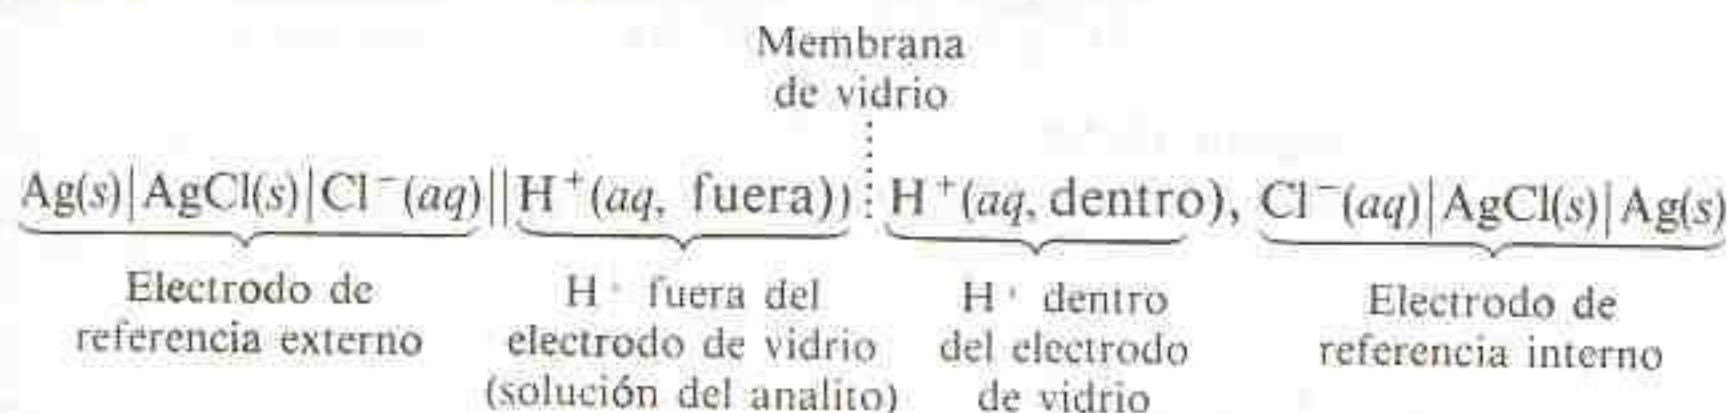 Membrana
de vidrio
Ag(s)|AgCl(s)|Cl⁻(aq)||H⁺(aq, fuera))⋮H⁺(aq, dentro), Cl⁻(aq)|AgCl(s)|Ag(s)
Electrodo de
referencia externo
H⁺ fuera del
electrodo de vidrio
(solución del analito)
H⁺ dentro
del electrodo
de vidrio
Electrodo de
referencia interno